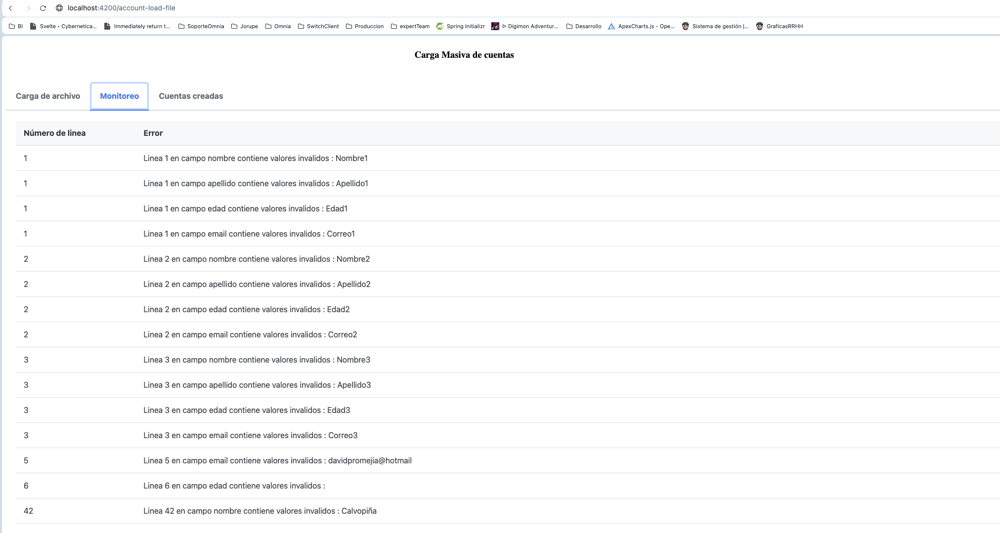 localhost:4200/account-load-file
BI Svelte • Cybernetica... Immediately return t... SoporteOmnia Jorupe Omnia SwitchClient Produccion expertTeam Spring Initializr ᐅ Digimon Adventur... Desarrollo ApexCharts.js - Ope... Sistema de gestión |... GraficasRRHH
Carga Masiva de cuentas
Carga de archivo Monitoreo Cuentas creadas
Número de linea Error
1 Linea 1 en campo nombre contiene valores invalidos : Nombre1
1 Linea 1 en campo apellido contiene valores invalidos : Apellido1
1 Linea 1 en campo edad contiene valores invalidos : Edad1
1 Linea 1 en campo email contiene valores invalidos : Correo1
2 Linea 2 en campo nombre contiene valores invalidos : Nombre2
2 Linea 2 en campo apellido contiene valores invalidos : Apellido2
2 Linea 2 en campo edad contiene valores invalidos : Edad2
2 Linea 2 en campo email contiene valores invalidos : Correo2
3 Linea 3 en campo nombre contiene valores invalidos : Nombre3
3 Linea 3 en campo apellido contiene valores invalidos : Apellido3
3 Linea 3 en campo edad contiene valores invalidos : Edad3
3 Linea 3 en campo email contiene valores invalidos : Correo3
5 Linea 5 en campo email contiene valores invalidos : davidpromejia@hotmail
6 Linea 6 en campo edad contiene valores invalidos :
42 Linea 42 en campo nombre contiene valores invalidos : Calvopiña